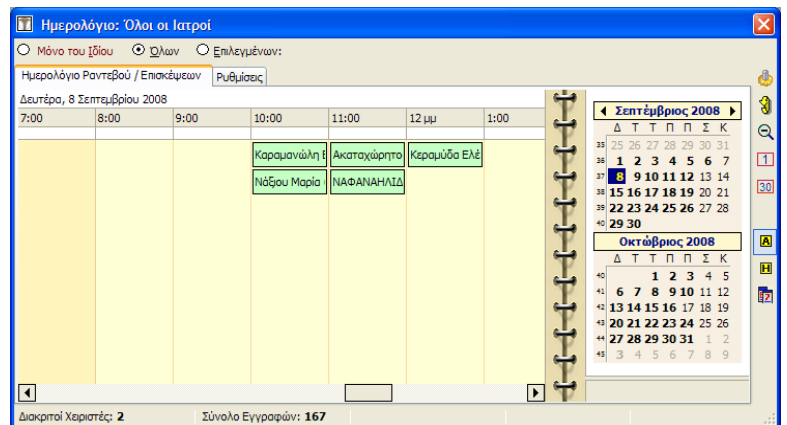 Ημερολόγιο: Όλοι οι Ιατροί
Μόνο του Ιδίου Όλων Επιλεγμένων:
Ημερολόγιο Ραντεβού / Επισκέψεων Ρυθμίσεις
Δευτέρα, 8 Σεπτεμβρίου 2008
7:00 8:00 9:00 10:00 11:00 12 μμ 1:00
Καραμανώλη Ακαταχώρητο Κεραμύδα Ελέ
Νάξιου Μαρία ΝΑΦΑΝΑΗΛΙΔ
Σεπτέμβριος 2008
Δ Τ Τ Π Π Σ Κ
35 25 26 27 28 29 30 31
36 1 2 3 4 5 6 7
37 8 9 10 11 12 13 14
38 15 16 17 18 19 20 21
39 22 23 24 25 26 27 28
40 29 30
Οκτώβριος 2008
Δ Τ Τ Π Π Σ Κ
40 1 2 3 4 5
41 6 7 8 9 10 11 12
42 13 14 15 16 17 18 19
43 20 21 22 23 24 25 26
44 27 28 29 30 31 1 2
45 3 4 5 6 7 8 9
1
30
A
H
Διακριτοί Χειριστές: 2 Σύνολο Εγγραφών: 167